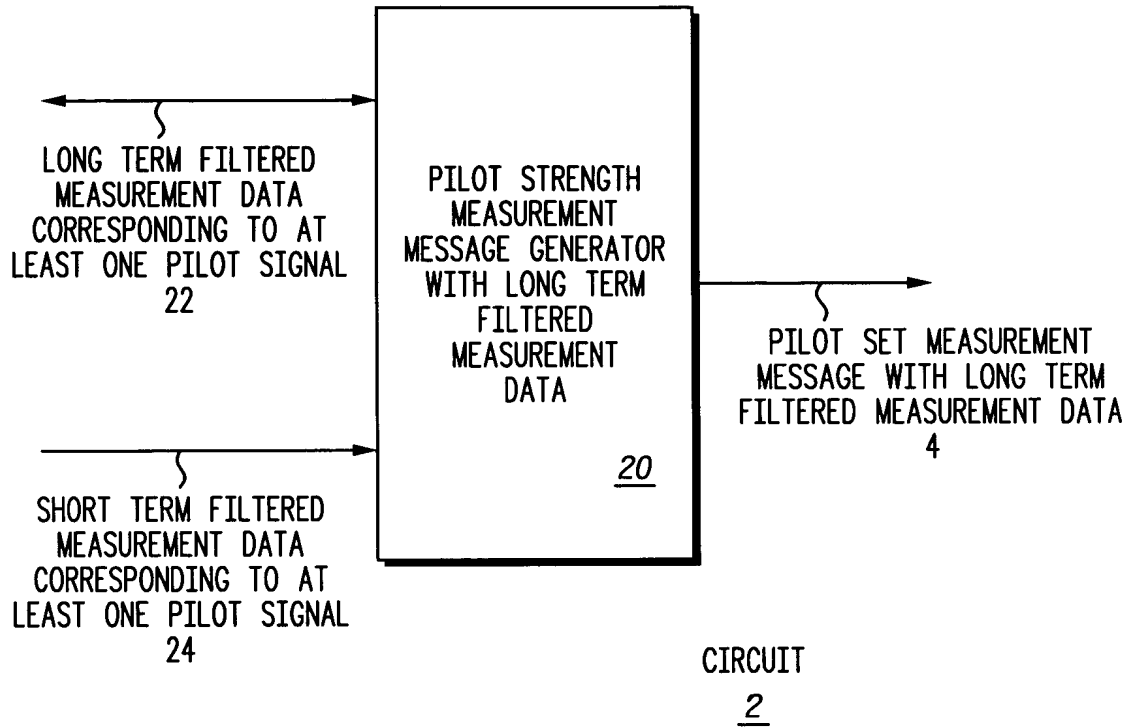 LONG TERM FILTERED
MEASUREMENT DATA
CORRESPONDING TO AT
LEAST ONE PILOT SIGNAL
22
SHORT TERM FILTERED
MEASUREMENT DATA
CORRESPONDING TO AT
LEAST ONE PILOT SIGNAL
24
PILOT STRENGTH
MEASUREMENT
MESSAGE GENERATOR
WITH LONG TERM
FILTERED
MEASUREMENT
DATA
20
PILOT SET MEASUREMENT
MESSAGE WITH LONG TERM
FILTERED MEASUREMENT DATA
4
CIRCUIT
2